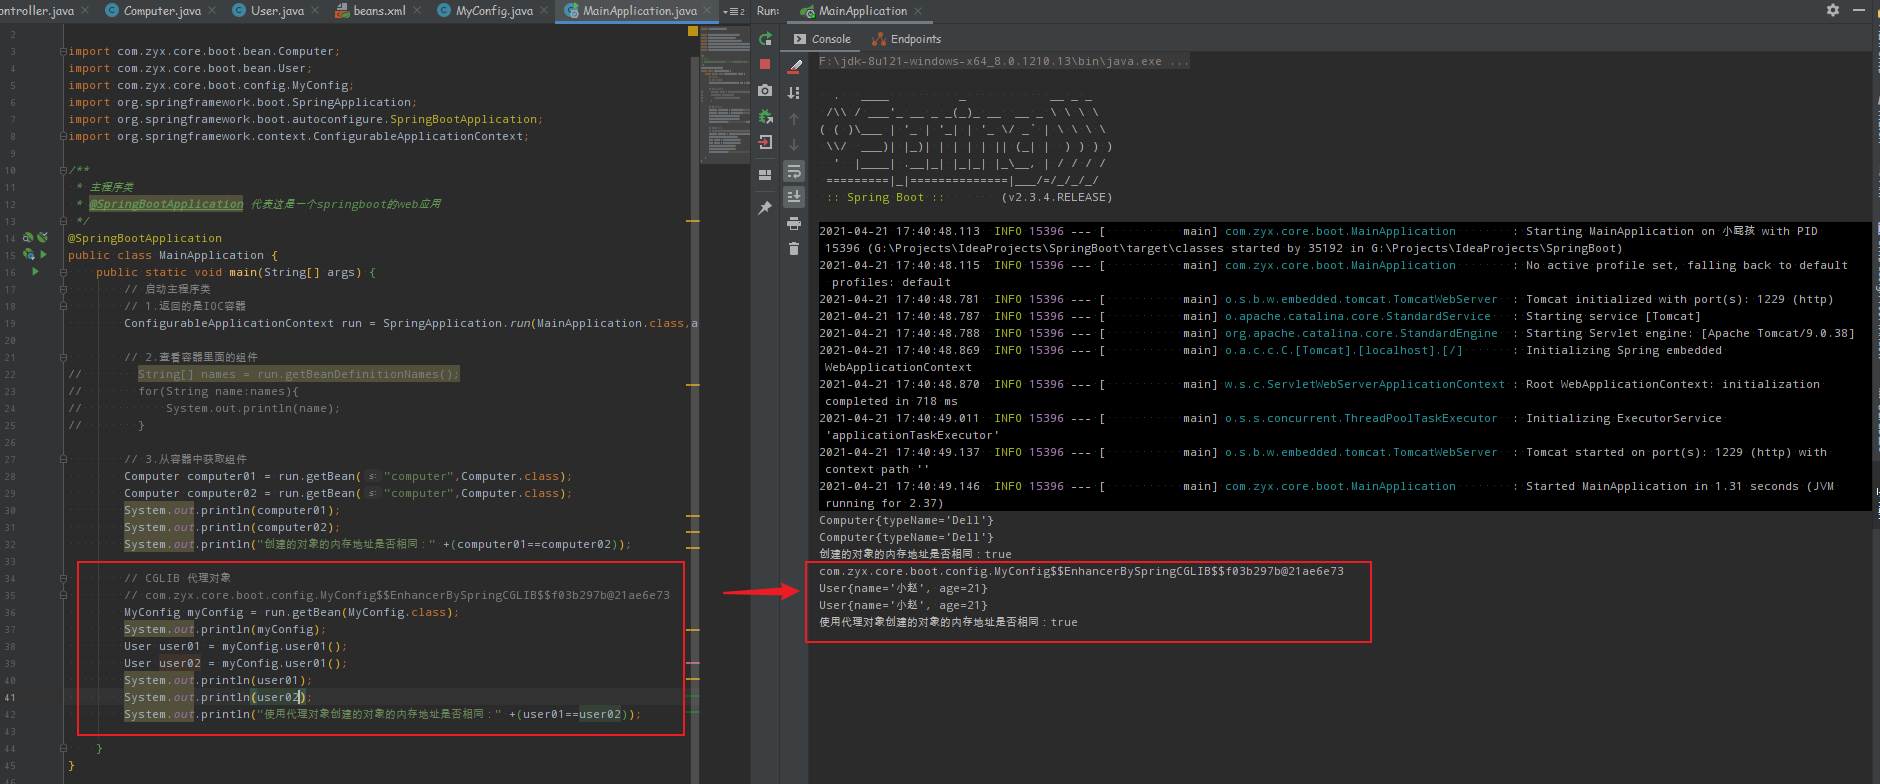 ontroller.java
Computer.java
User.java
beans.xml
MyConfig.java
MainApplication.java
2
3 import com.zyx.core.boot.bean.Computer;
4 import com.zyx.core.boot.bean.User;
5 import com.zyx.core.boot.config.MyConfig;
6 import org.springframework.boot.SpringApplication;
7 import org.springframework.boot.autoconfigure.SpringBootApplication;
8 import org.springframework.context.ConfigurableApplicationContext;
9
10 /**
11 * 主程序类
12 * @SpringBootApplication 代表这是一个springboot的web应用
13 */
14 @SpringBootApplication
15 public class MainApplication {
16 public static void main(String[] args) {
17 // 启动主程序类
18 // 1.返回的是IOC容器
19 ConfigurableApplicationContext run = SpringApplication.run(MainApplication.class,a
20
21 // 2.查看容器里面的组件
22 // String[] names = run.getBeanDefinitionNames();
23 // for(String name:names){
24 // System.out.println(name);
25 // }
26
27 // 3.从容器中获取组件
28 Computer computer01 = run.getBean( s: "computer",Computer.class);
29 Computer computer02 = run.getBean( s: "computer",Computer.class);
30 System.out.println(computer01);
31 System.out.println(computer02);
32 System.out.println("创建的对象的内存地址是否相同：" +(computer01==computer02));
33
34 // CGLIB 代理对象
35 // com.zyx.core.boot.config.MyConfig$$EnhancerBySpringCGLIB$$f03b297b@21ae6e73
36 MyConfig myConfig = run.getBean(MyConfig.class);
37 System.out.println(myConfig);
38 User user01 = myConfig.user01();
39 User user02 = myConfig.user01();
40 System.out.println(user01);
41 System.out.println(user02);
42 System.out.println("使用代理对象创建的对象的内存地址是否相同：" +(user01==user02));
43
44 }
45 }
46
Run: MainApplication
Console Endpoints
F:\jdk-8u121-windows-x64_8.0.1210.13\bin\java.exe ...
  .   ____          _            __ _ _
 /\\ / ___'_ __ _ _(_)_ __  __ _ \ \ \ \
( ( )\___ | '_ | '_| | '_ \/ _` | \ \ \ \
 \\/  ___)| |_)| | | | | || (_| |  ) ) ) )
  '  |____| .__|_| |_|_| |_\__, | / / / /
 =========|_|==============|___/=/_/_/_/
 :: Spring Boot ::        (v2.3.4.RELEASE)
2021-04-21 17:40:48.113 INFO 15396 --- [ main] com.zyx.core.boot.MainApplication : Starting MainApplication on 小屁孩 with PID
15396 (G:\Projects\IdeaProjects\SpringBoot\target\classes started by 35192 in G:\Projects\IdeaProjects\SpringBoot)
2021-04-21 17:40:48.115 INFO 15396 --- [ main] com.zyx.core.boot.MainApplication : No active profile set, falling back to default
profiles: default
2021-04-21 17:40:48.781 INFO 15396 --- [ main] o.s.b.w.embedded.tomcat.TomcatWebServer : Tomcat initialized with port(s): 1229 (http)
2021-04-21 17:40:48.787 INFO 15396 --- [ main] o.apache.catalina.core.StandardService : Starting service [Tomcat]
2021-04-21 17:40:48.788 INFO 15396 --- [ main] org.apache.catalina.core.StandardEngine : Starting Servlet engine: [Apache Tomcat/9.0.38]
2021-04-21 17:40:48.869 INFO 15396 --- [ main] o.a.c.c.C.[Tomcat].[localhost].[/] : Initializing Spring embedded
WebApplicationContext
2021-04-21 17:40:48.870 INFO 15396 --- [ main] w.s.c.ServletWebServerApplicationContext : Root WebApplicationContext: initialization
completed in 718 ms
2021-04-21 17:40:49.011 INFO 15396 --- [ main] o.s.s.concurrent.ThreadPoolTaskExecutor : Initializing ExecutorService
'applicationTaskExecutor'
2021-04-21 17:40:49.137 INFO 15396 --- [ main] o.s.b.w.embedded.tomcat.TomcatWebServer : Tomcat started on port(s): 1229 (http) with
context path ''
2021-04-21 17:40:49.146 INFO 15396 --- [ main] com.zyx.core.boot.MainApplication : Started MainApplication in 1.31 seconds (JVM
running for 2.37)
Computer{typeName='Dell'}
Computer{typeName='Dell'}
创建的对象的内存地址是否相同：true
com.zyx.core.boot.config.MyConfig$$EnhancerBySpringCGLIB$$f03b297b@21ae6e73
User{name='小赵', age=21}
User{name='小赵', age=21}
使用代理对象创建的对象的内存地址是否相同：true